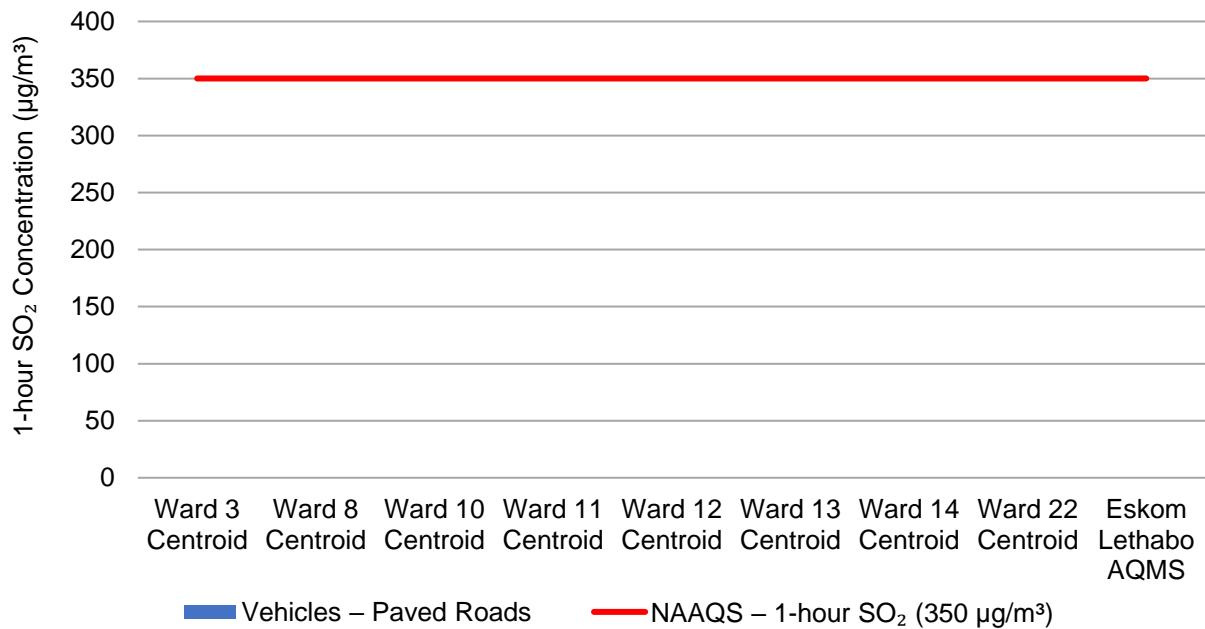 1-hour SO₂ Concentration (µg/m³)
400
350
300
250
200
150
100
50
0
Ward 3
Centroid
Ward 8
Centroid
Ward 10
Centroid
Ward 11
Centroid
Ward 12
Centroid
Ward 13
Centroid
Ward 14
Centroid
Ward 22
Centroid
Eskom
Lethabo
AQMS
Vehicles – Paved Roads
NAAQS – 1-hour SO₂ (350 µg/m³)